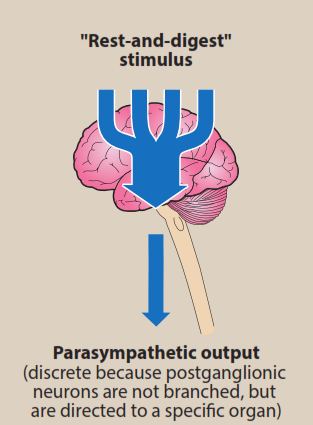 "Rest-and-digest"
stimulus
Parasympathetic output
(discrete because postganglionic
neurons are not branched, but
are directed to a specific organ)